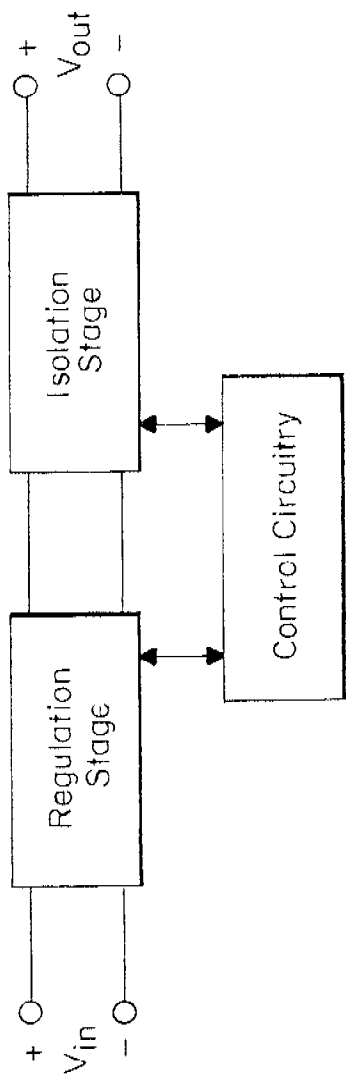 +
Vin
−
Regulation
Stage
Isolation
Stage
+
Vout
−
Control Circuitry